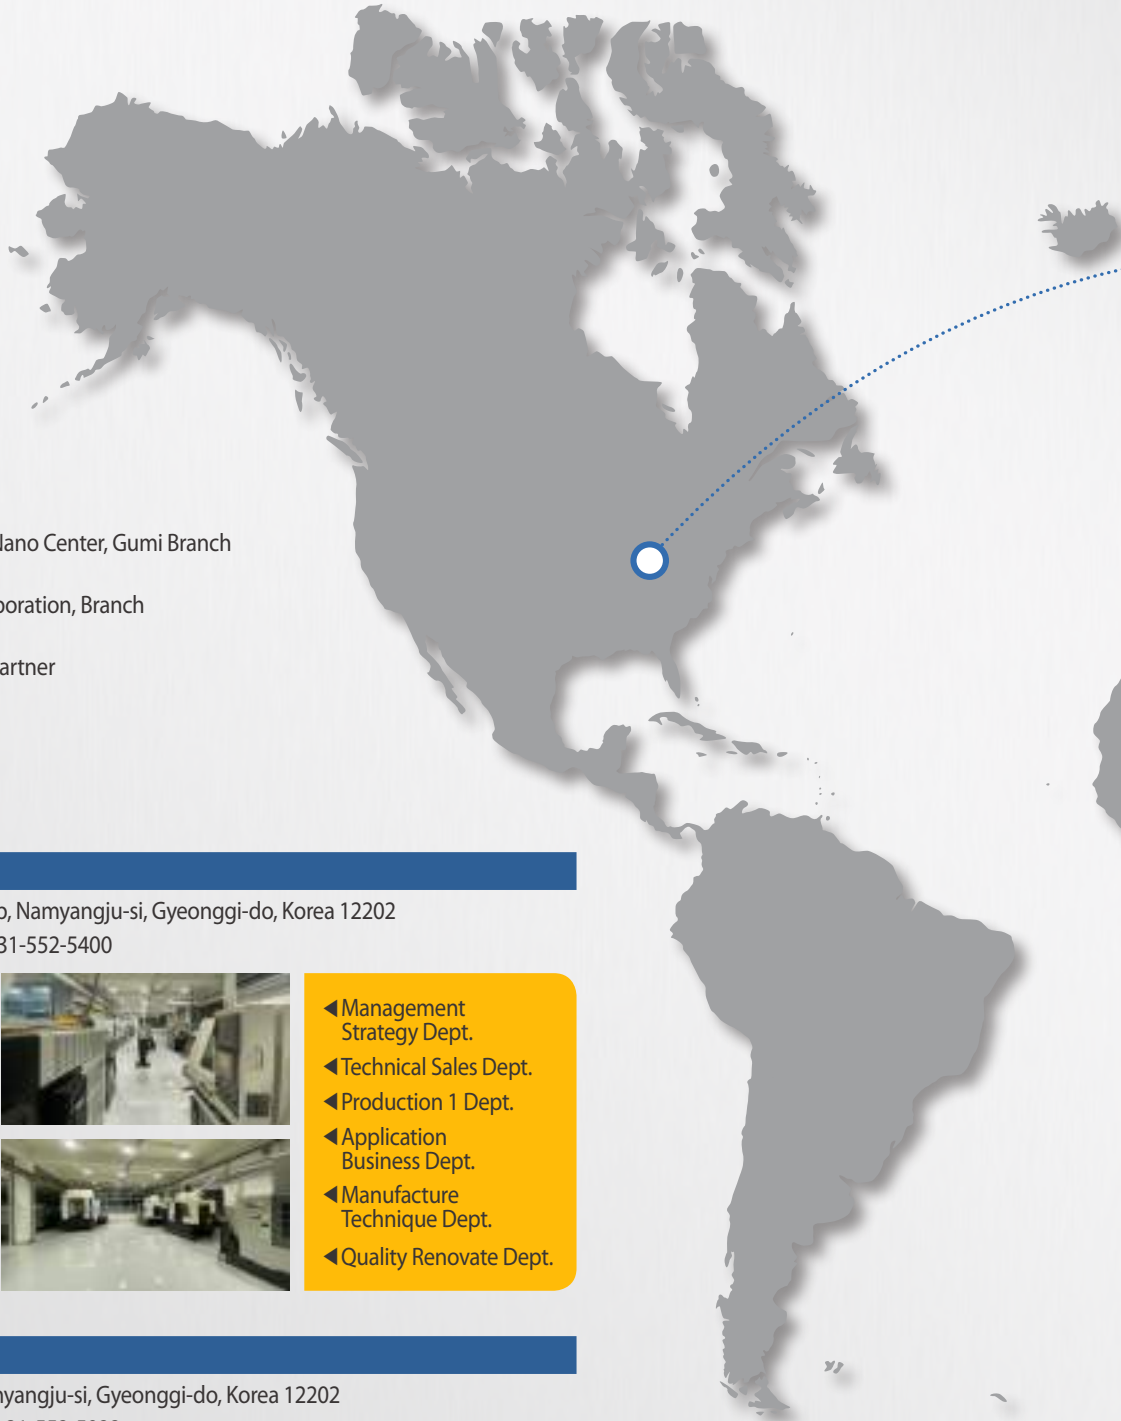 Nano Center, Gumi Branch
poration, Branch
artner
o, Namyangju-si, Gyeonggi-do, Korea 12202
31-552-5400
◀Management
Strategy Dept.
◀Technical Sales Dept.
◀Production 1 Dept.
◀Application
Business Dept.
◀Manufacture
Technique Dept.
◀Quality Renovate Dept.
nyangju-si, Gyeonggi-do, Korea 12202